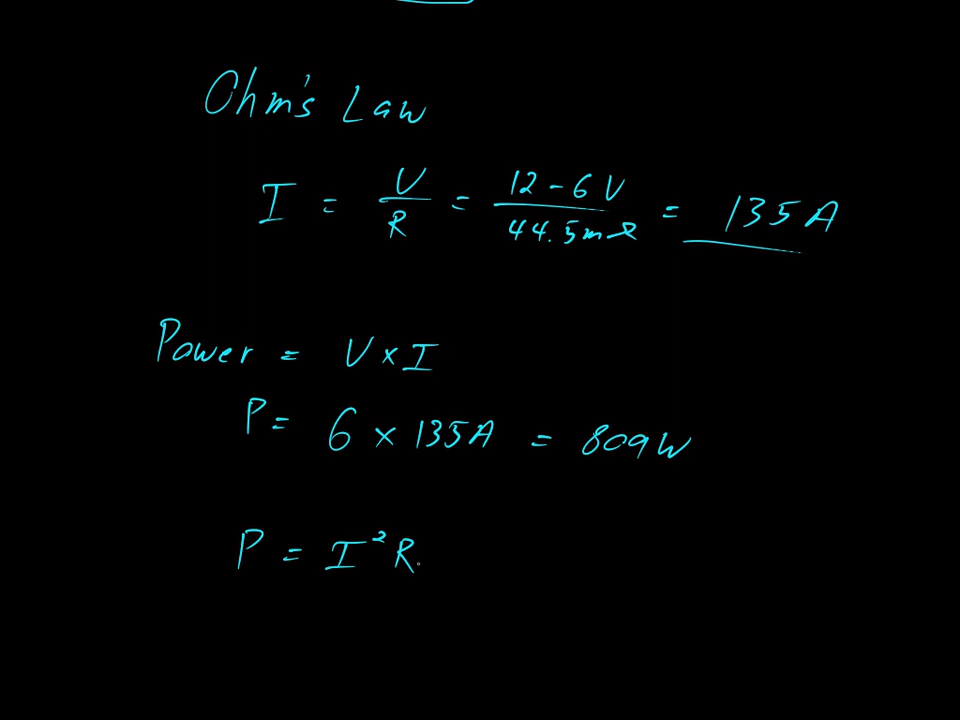 Ohm's Law
I = V/R = 12-6V/44.5mΩ = 135A
Power = V×I
P = 6 × 135A = 809W
P = I²R.